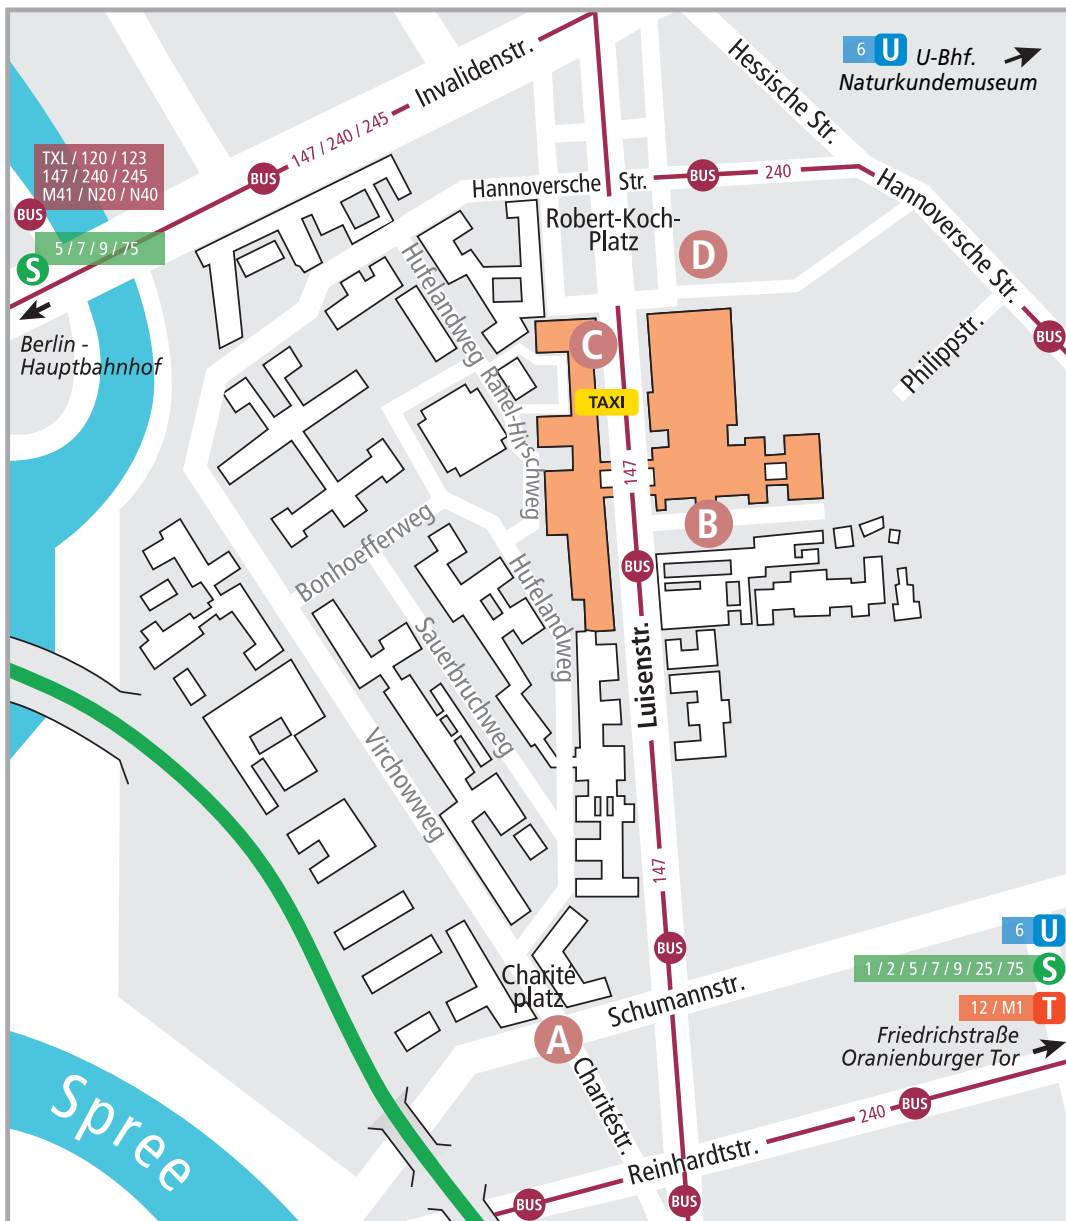 Invalidenstr.
Hessische Str.
6 U U-Bhf.
Naturkundemuseum
TXL / 120 / 123
147 / 240 / 245
M41 / N20 / N40
BUS
BUS
147 / 240 / 245
5 / 7 / 9 / 75
S
Berlin -
Hauptbahnhof
Hannoversche Str.
BUS
240
Hannoversche Str.
Robert-Koch-
Platz
D
BUS
Philippstr.
Hufelandweg
Rahel-Hirschweg
C
TAXI
147
B
BUS
Bonhoefferweg
Hufelandweg
Sauerbruchweg
Luisenstr.
Virchowweg
147
BUS
6 U
1 / 2 / 5 / 7 / 9 / 25 / 75 S
12 / M1 T
Friedrichstraße
Oranienburger Tor
Charité
platz
Schumannstr.
A
Charitéstr.
Spree
BUS
240
Reinhardtstr.
BUS
BUS